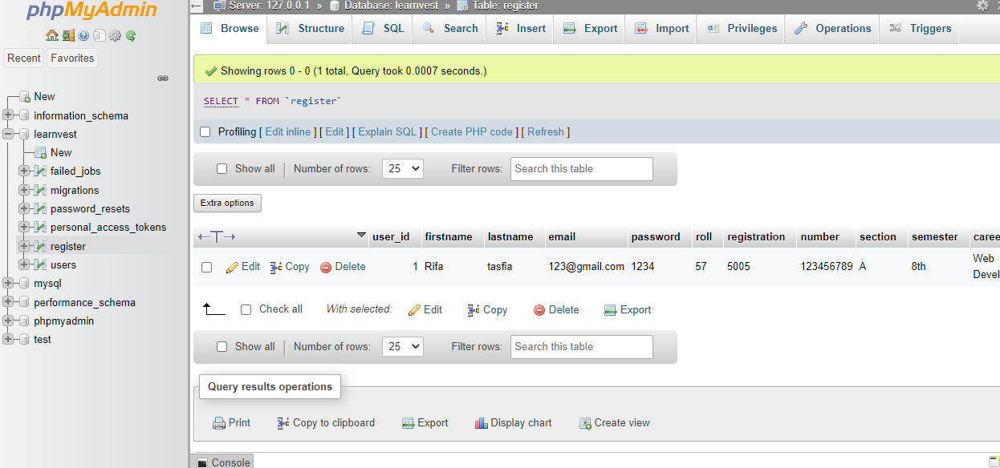 phpMyAdmin
Recent Favorites
New
information_schema
learnvest
New
failed_jobs
migrations
password_resets
personal_access_tokens
register
users
mysql
performance_schema
phpmyadmin
test
Server: 127.0.0.1 » Database: learnvest » Table: register
Browse Structure SQL Search Insert Export Import Privileges Operations Triggers
Showing rows 0 - 0 (1 total, Query took 0.0007 seconds.)
SELECT * FROM `register`
Profiling [ Edit inline ] [ Edit ] [ Explain SQL ] [ Create PHP code ] [ Refresh ]
Show all Number of rows: 25 Filter rows: Search this table
Extra options
user_id firstname lastname email password roll registration number section semester caree
Edit Copy Delete 1 Rifa tasfia 123@gmail.com 1234 57 5005 123456789 A 8th Web
Devel
Check all With selected: Edit Copy Delete Export
Show all Number of rows: 25 Filter rows: Search this table
Query results operations
Print Copy to clipboard Export Display chart Create view
Console